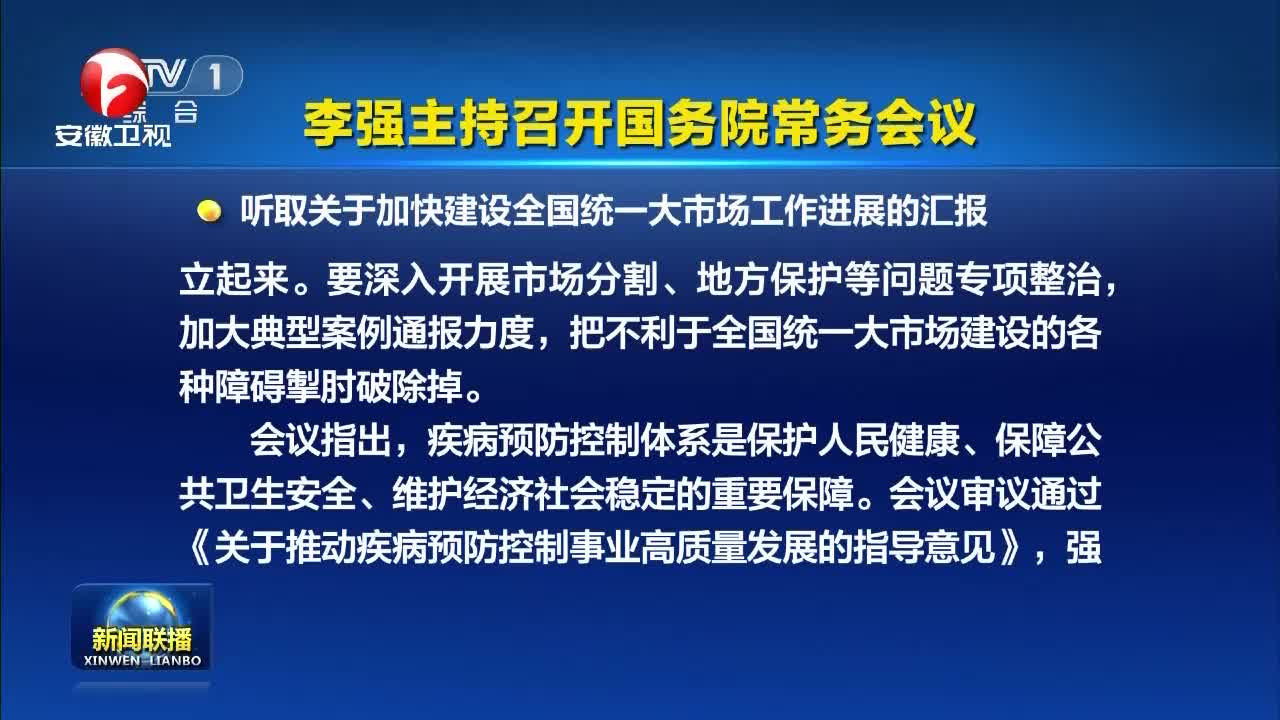 TV 1
综合
安徽卫视
李强主持召开国务院常务会议
听取关于加快建设全国统一大市场工作进展的汇报
立起来。要深入开展市场分割、地方保护等问题专项整治，
加大典型案例通报力度，把不利于全国统一大市场建设的各
种障碍掣肘破除掉。
会议指出，疾病预防控制体系是保护人民健康、保障公
共卫生安全、维护经济社会稳定的重要保障。会议审议通过
《关于推动疾病预防控制事业高质量发展的指导意见》，强
新闻联播
XINWEN LIANBO